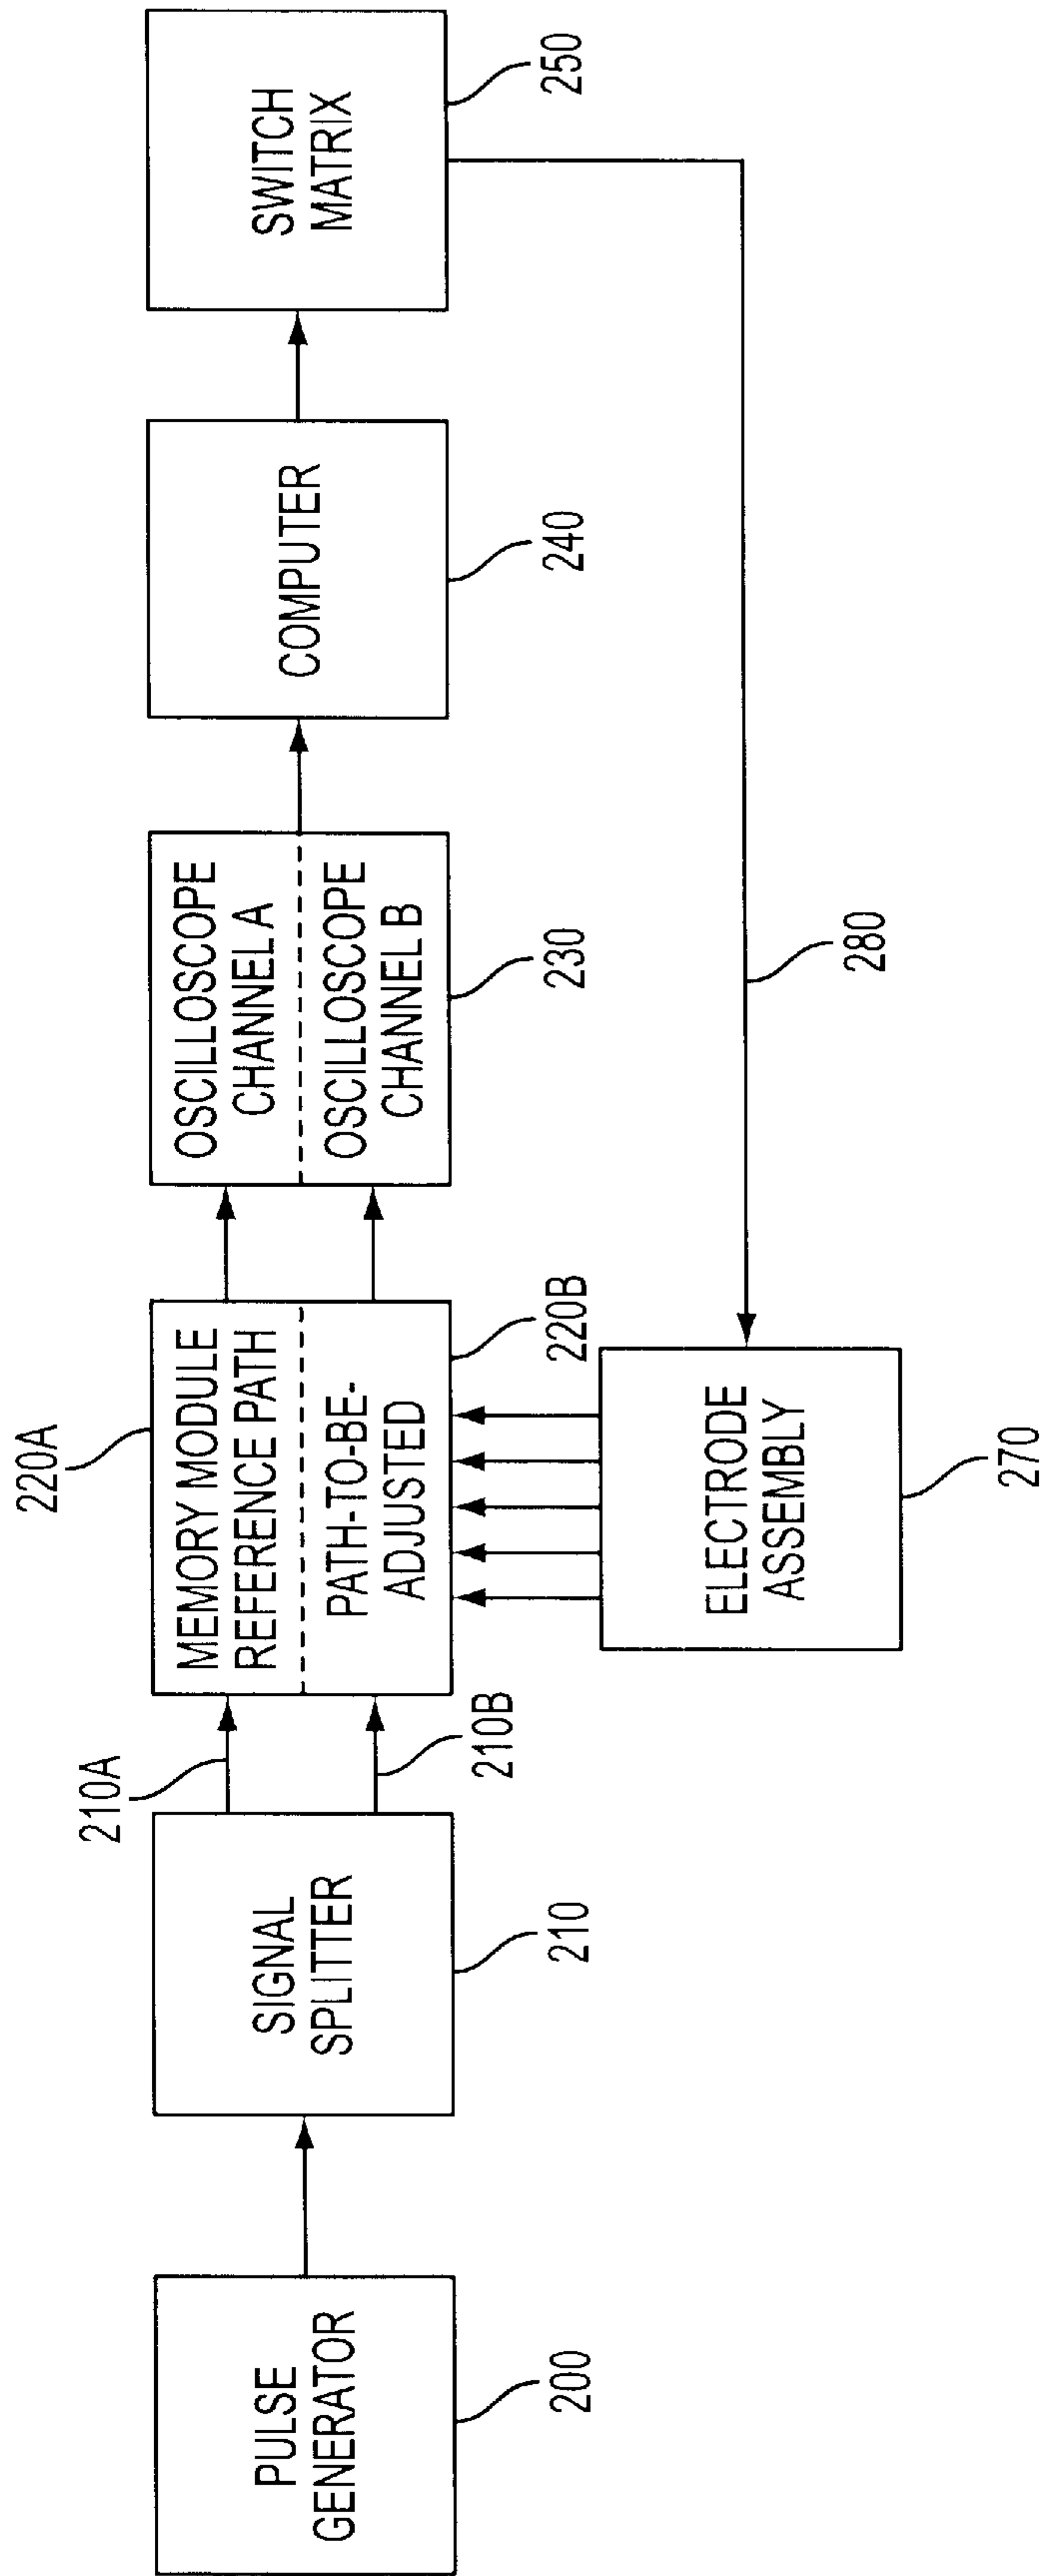 PULSE
GENERATOR
200
SIGNAL
SPLITTER
210
210A
210B
220A
MEMORY MODULE
REFERENCE PATH
PATH-TO-BE-
ADJUSTED
220B
OSCILLOSCOPE
CHANNEL A
OSCILLOSCOPE
CHANNEL B
230
COMPUTER
240
SWITCH
MATRIX
250
ELECTRODE
ASSEMBLY
270
280